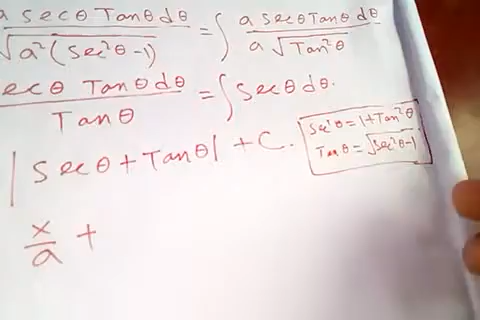 a secθ Tanθ dθ / √a²(sec²θ-1) = ∫ a secθ Tanθ dθ / a √Tan²θ
ecθ Tanθ dθ / Tanθ = ∫ secθ dθ.
| secθ + Tanθ | + C.
sec²θ = 1 + Tan²θ
Tanθ = √sec²θ-1
x/a +